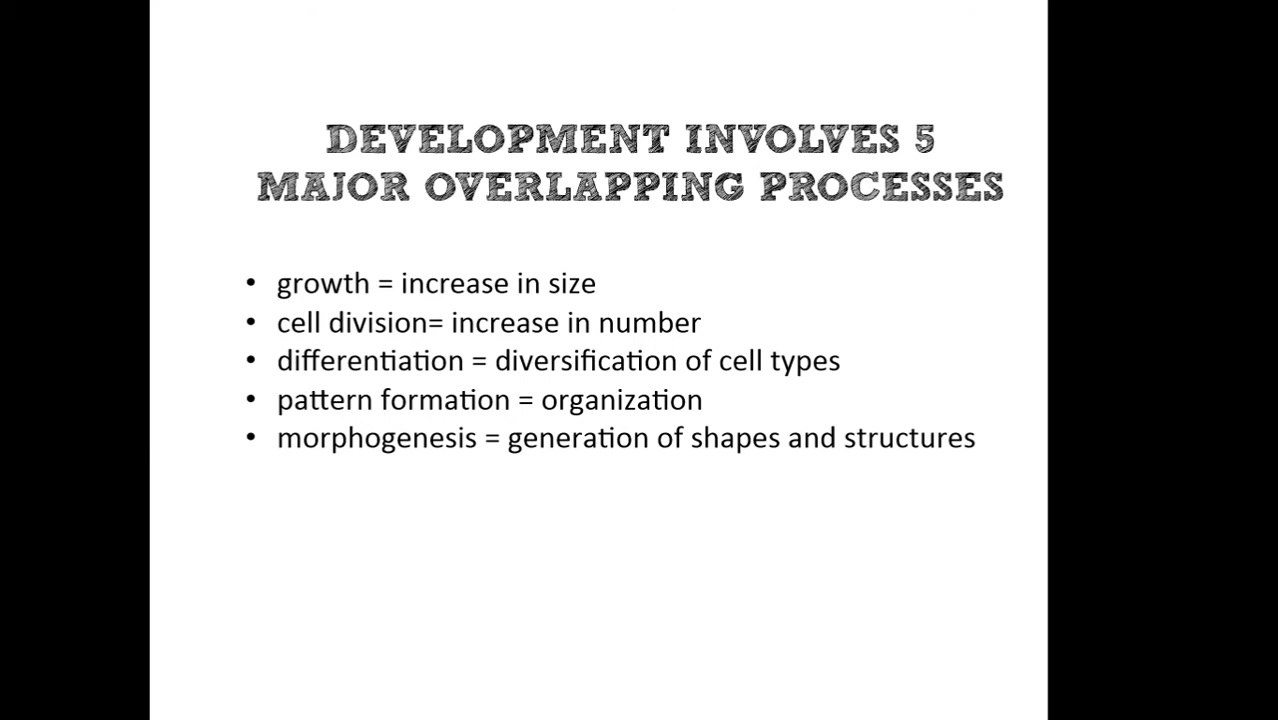 DEVELOPMENT INVOLVES 5
MAJOR OVERLAPPING PROCESSES
• growth = increase in size
• cell division= increase in number
• differentiation = diversification of cell types
• pattern formation = organization
• morphogenesis = generation of shapes and structures